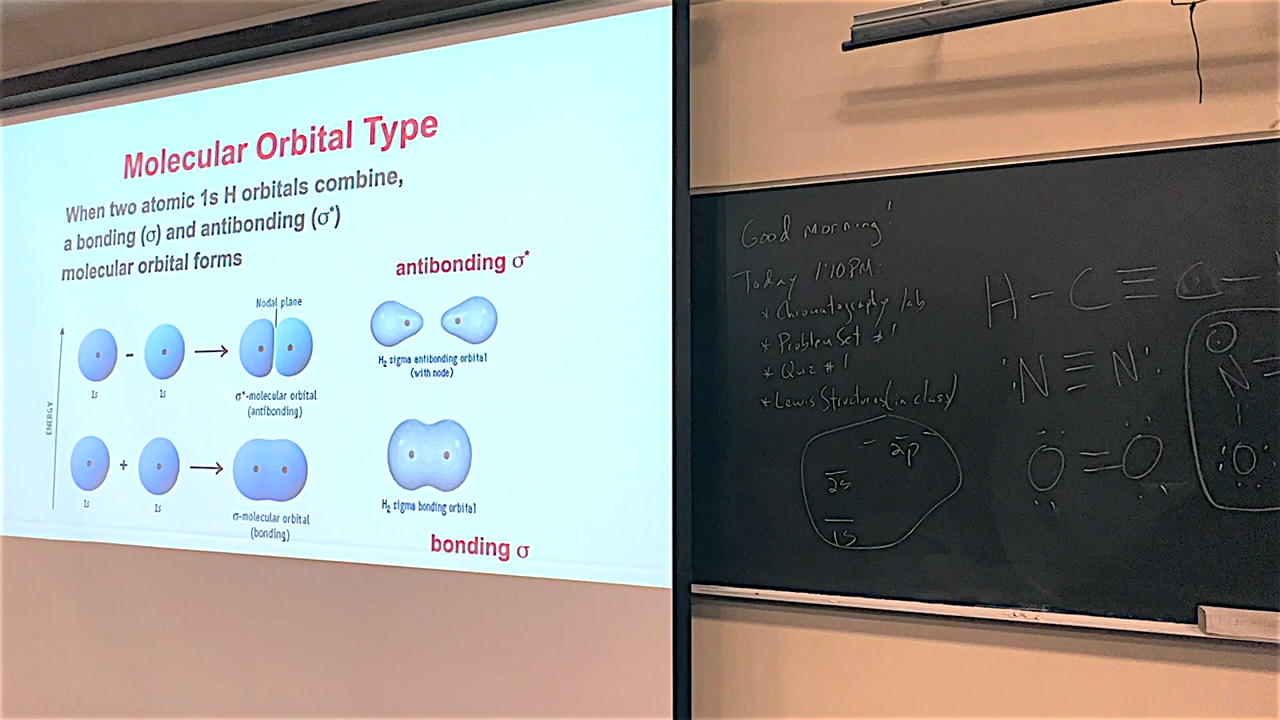 Molecular Orbital Type
When two atomic 1s H orbitals combine,
a bonding (σ) and antibonding (σ*)
molecular orbital forms
antibonding σ*
Nodal plane
ENERGY
-
1s
1s
σ*-molecular orbital
(antibonding)
H₂ sigma antibonding orbital
(with node)
+
1s
1s
σ-molecular orbital
(bonding)
H₂ sigma bonding orbital
bonding σ
Good Morning!
Today 1:10PM:
* Chromatography lab
* Problem Set #1
* Quiz #1
* Lewis Structures (in class)
2p
2s
1s
H-C≡C-
:N≡N:
O=O
N
:O: